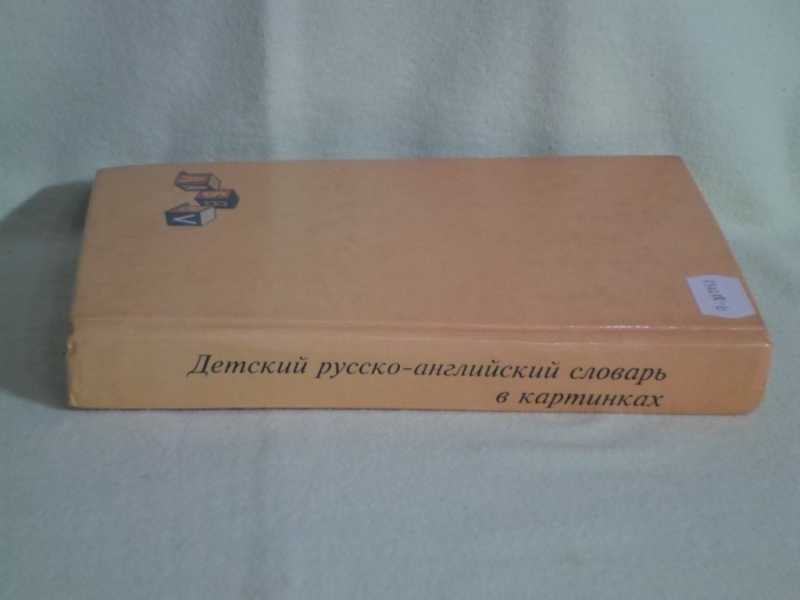 Детский русско-английский словарь
в картинках